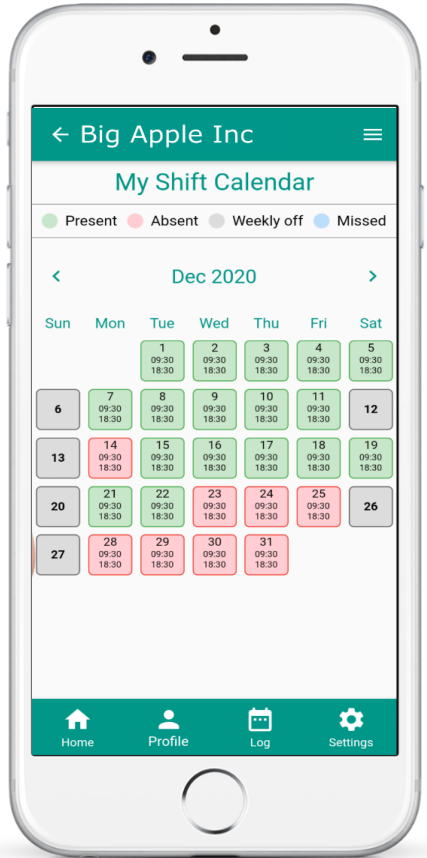 Big Apple Inc
My Shift Calendar
Present Absent Weekly off Missed
Dec 2020
Sun Mon Tue Wed Thu Fri Sat
1 2 3 4 5
09:30 09:30 09:30 09:30 09:30
18:30 18:30 18:30 18:30 18:30
6 7 8 9 10 11 12
09:30 09:30 09:30 09:30 09:30
18:30 18:30 18:30 18:30 18:30
13 14 15 16 17 18 19
09:30 09:30 09:30 09:30 09:30 09:30
18:30 18:30 18:30 18:30 18:30 18:30
20 21 22 23 24 25 26
09:30 09:30 09:30 09:30 09:30
18:30 18:30 18:30 18:30 18:30
27 28 29 30 31
09:30 09:30 09:30 09:30
18:30 18:30 18:30 18:30
Home Profile Log Settings